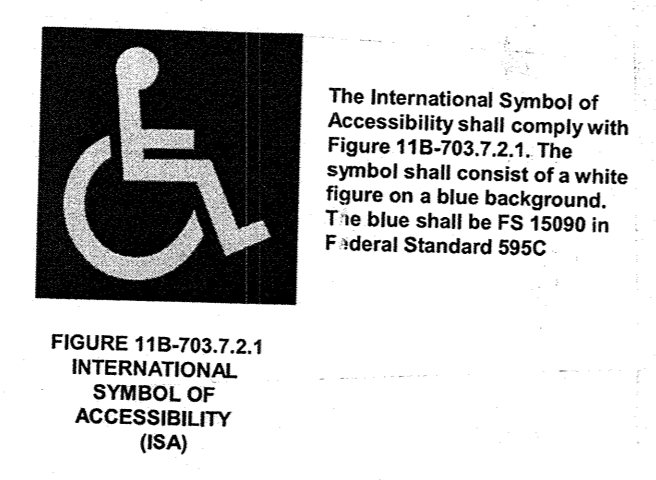 The International Symbol of
Accessibility shall comply with
Figure 11B-703.7.2.1. The
symbol shall consist of a white
figure on a blue background.
The blue shall be FS 15090 in
Federal Standard 595C
FIGURE 11B-703.7.2.1
INTERNATIONAL
SYMBOL OF
ACCESSIBILITY
(ISA)